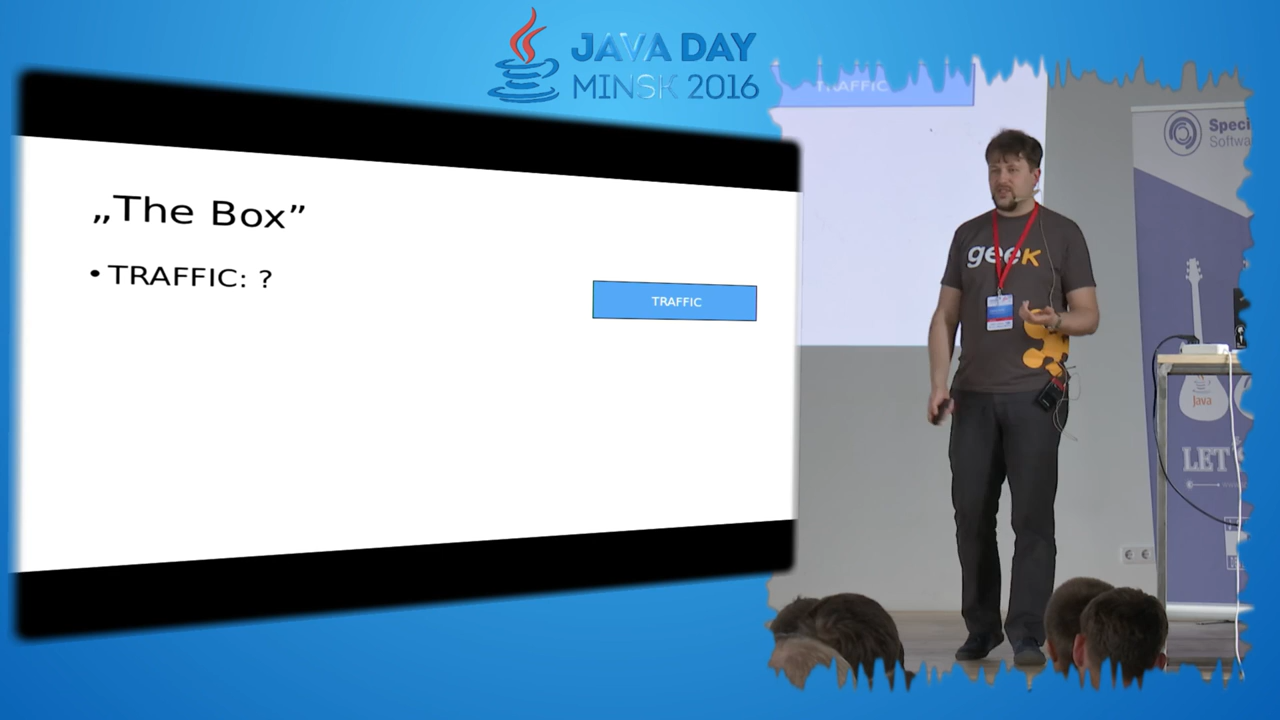 JAVA DAY
MINSK 2016
„The Box”
• TRAFFIC: ?
TRAFFIC
TRAFFIC
geek
Java
LET